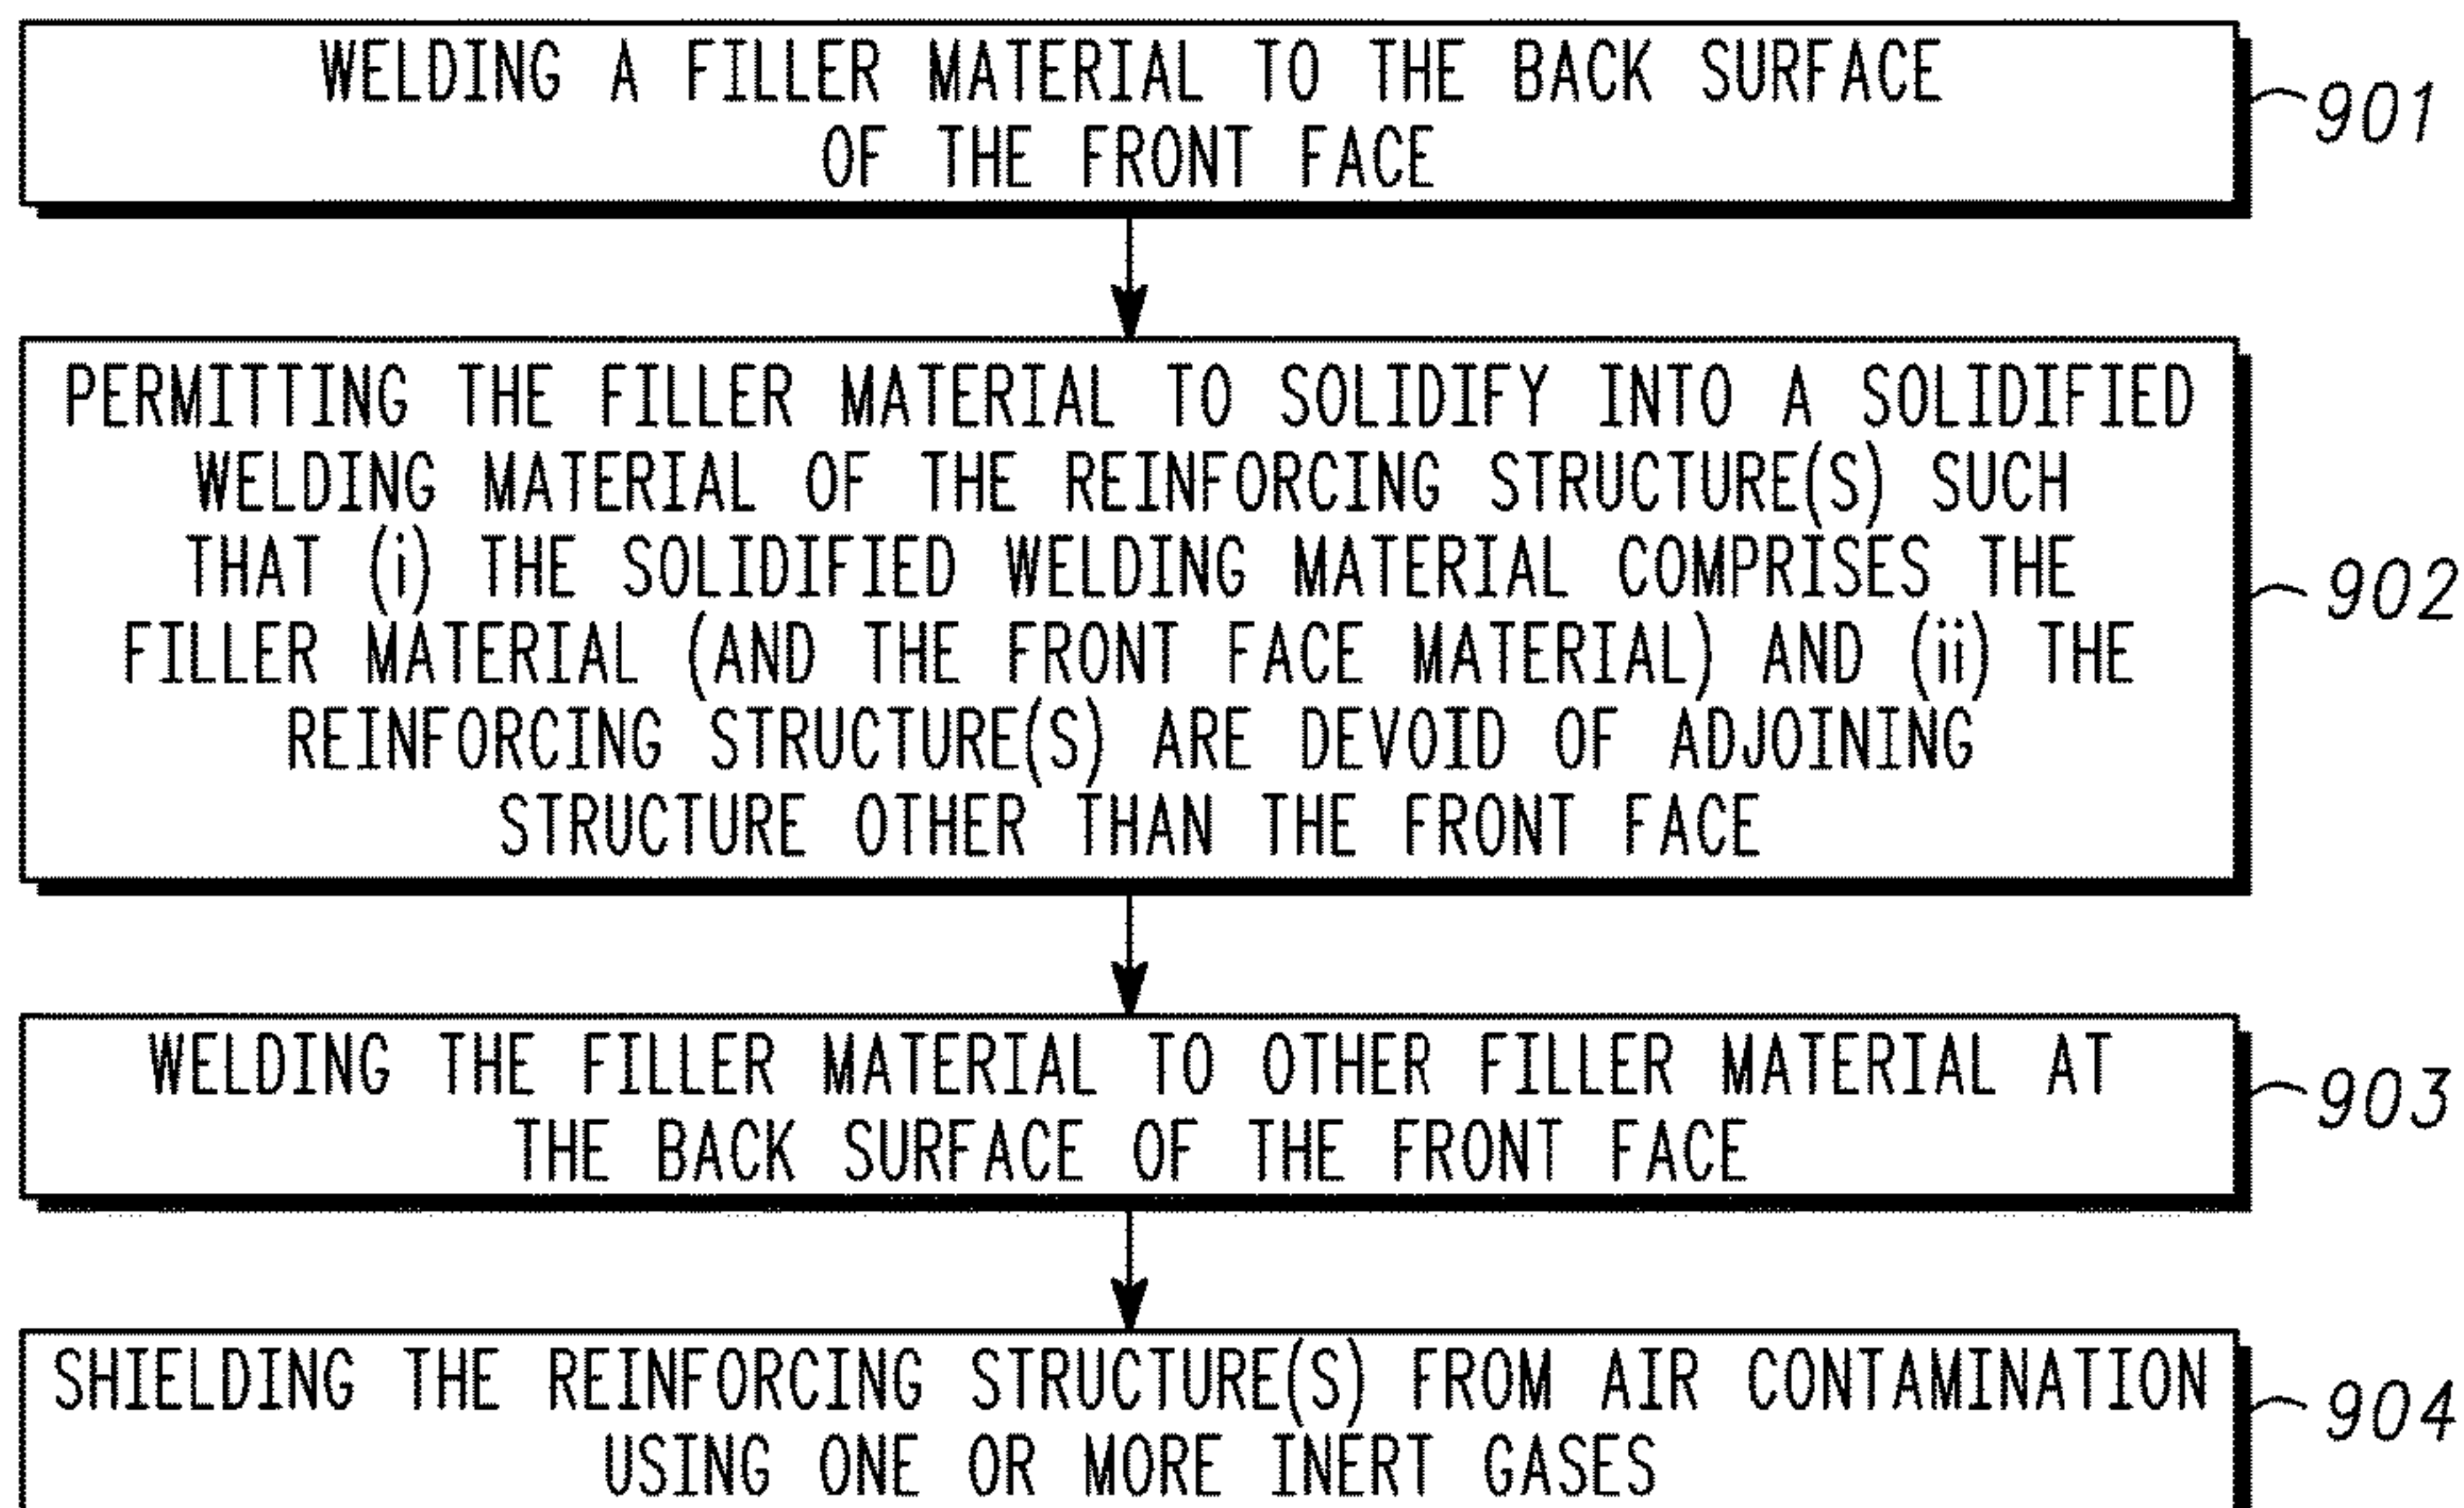 WELDING A FILLER MATERIAL TO THE BACK SURFACE
OF THE FRONT FACE
901
PERMITTING THE FILLER MATERIAL TO SOLIDIFY INTO A SOLIDIFIED
WELDING MATERIAL OF THE REINFORCING STRUCTURE(S) SUCH
THAT (i) THE SOLIDIFIED WELDING MATERIAL COMPRISES THE
FILLER MATERIAL (AND THE FRONT FACE MATERIAL) AND (ii) THE
REINFORCING STRUCTURE(S) ARE DEVOID OF ADJOINING
STRUCTURE OTHER THAN THE FRONT FACE
902
WELDING THE FILLER MATERIAL TO OTHER FILLER MATERIAL AT
THE BACK SURFACE OF THE FRONT FACE
903
SHIELDING THE REINFORCING STRUCTURE(S) FROM AIR CONTAMINATION
USING ONE OR MORE INERT GASES
904